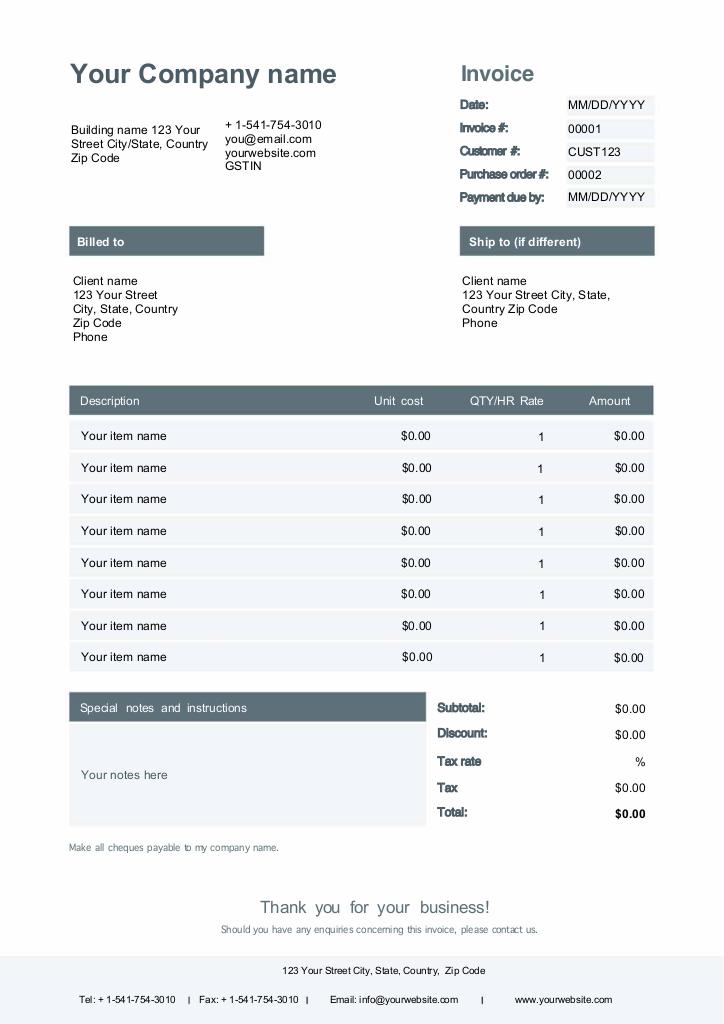 Your Company name
Invoice
Building name 123 Your
Street City/State, Country
Zip Code
+ 1-541-754-3010
you@email.com
yourwebsite.com
GSTIN
Date: MM/DD/YYYY
Invoice #: 00001
Customer #: CUST123
Purchase order #: 00002
Payment due by: MM/DD/YYYY
Billed to
Client name
123 Your Street
City, State, Country
Zip Code
Phone
Ship to (if different)
Client name
123 Your Street City, State,
Country Zip Code
Phone
Description Unit cost QTY/HR Rate Amount
Your item name $0.00 1 $0.00
Your item name $0.00 1 $0.00
Your item name $0.00 1 $0.00
Your item name $0.00 1 $0.00
Your item name $0.00 1 $0.00
Your item name $0.00 1 $0.00
Your item name $0.00 1 $0.00
Your item name $0.00 1 $0.00
Special notes and instructions
Your notes here
Subtotal: $0.00
Discount: $0.00
Tax rate %
Tax $0.00
Total: $0.00
Make all cheques payable to my company name.
Thank you for your business!
Should you have any enquiries concerning this invoice, please contact us.
123 Your Street City, State, Country, Zip Code
Tel: + 1-541-754-3010 | Fax: + 1-541-754-3010 | Email: info@yourwebsite.com | www.yourwebsite.com